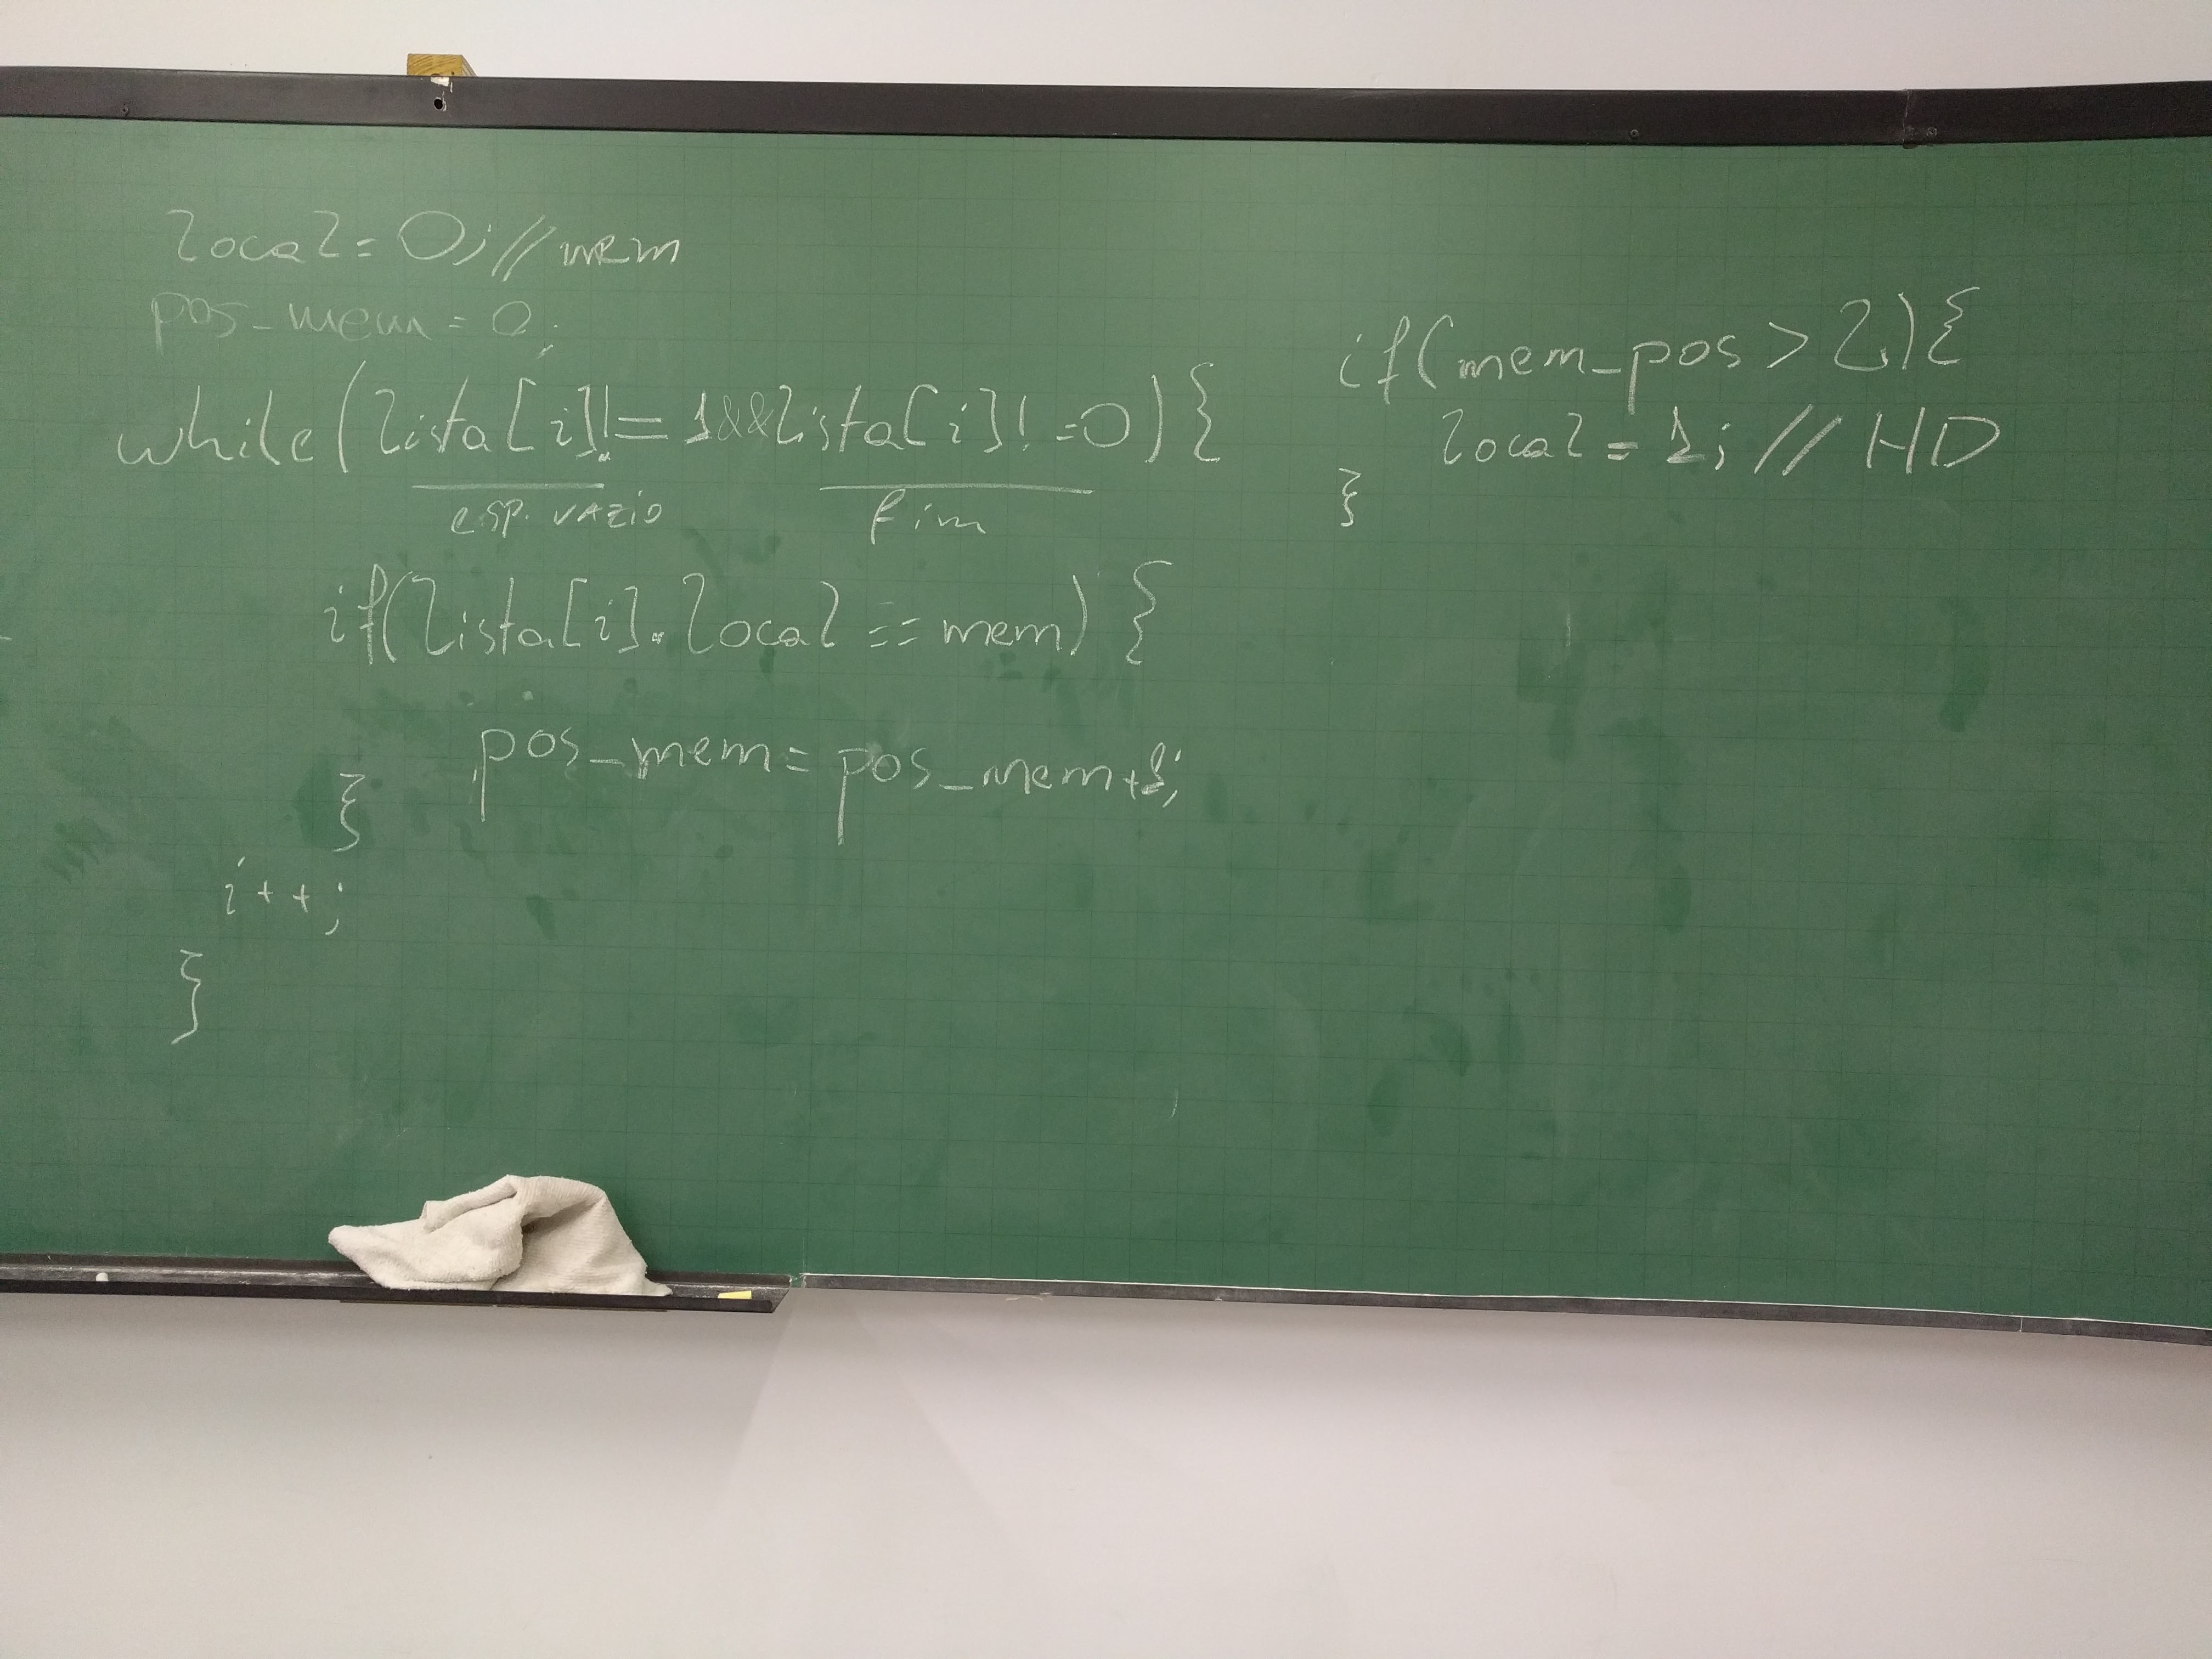 local = 0; // mem
pos_mem = 0;
while (lista[i] != 1 && lista[i] != 0) {
esp. VAZIO fim
if (lista[i].local == mem) {
pos_mem = pos_mem + 1;
}
i++;
}
if (mem_pos > 2) {
local = 1; // HD
}